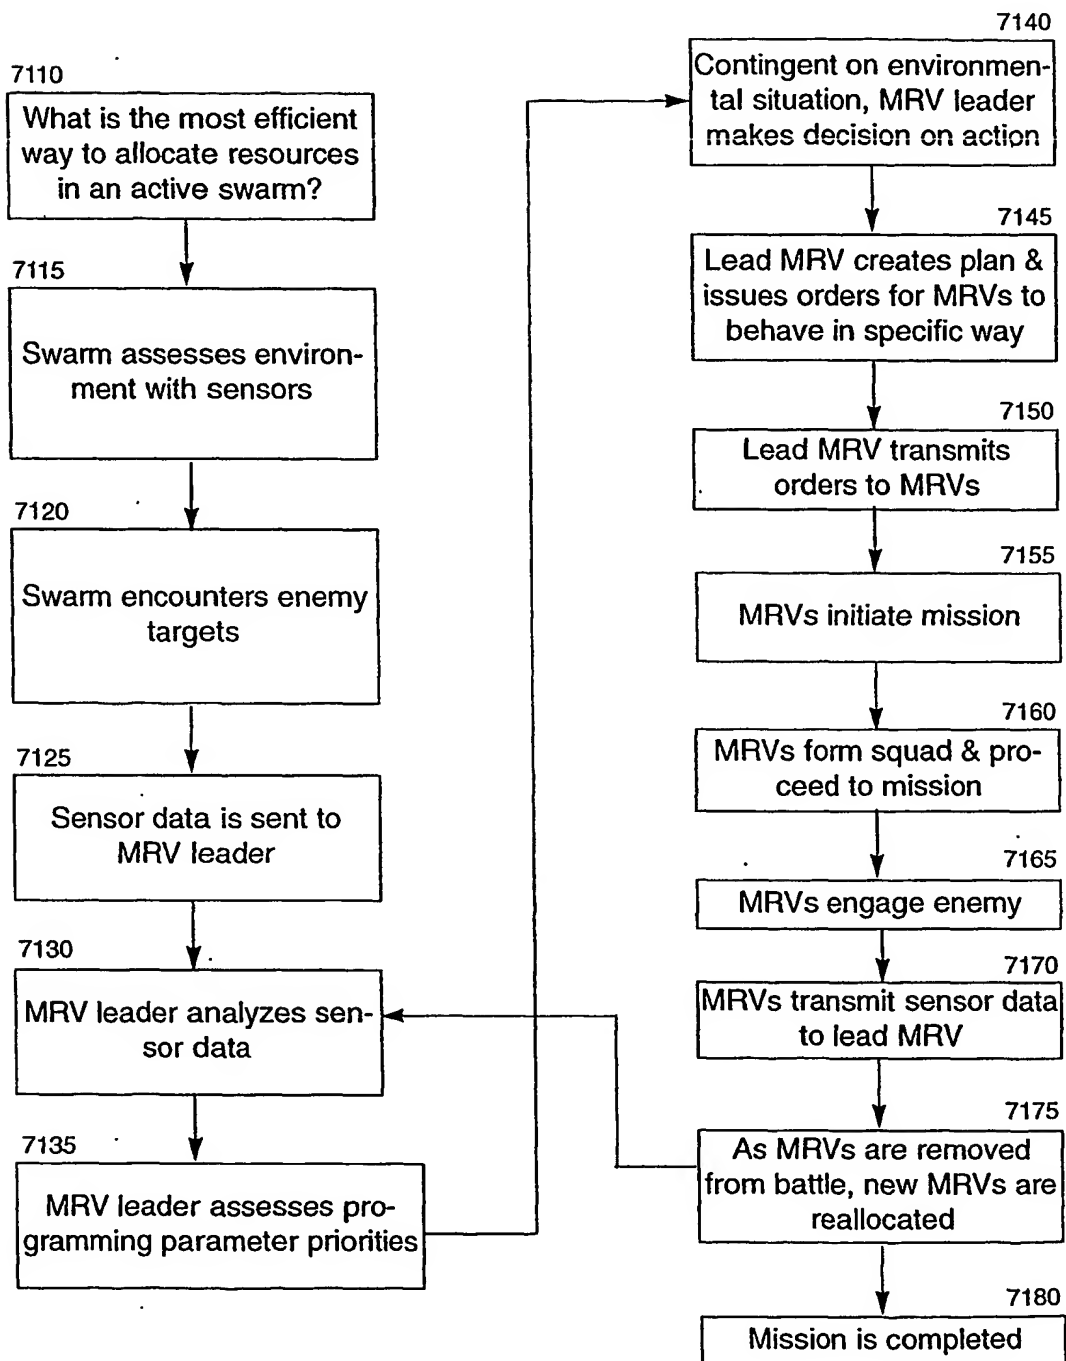 7110
What is the most efficient
way to allocate resources
in an active swarm?
7115
Swarm assesses environ-
ment with sensors
7120
Swarm encounters enemy
targets
7125
Sensor data is sent to
MRV leader
7130
MRV leader analyzes sen-
sor data
7135
MRV leader assesses pro-
gramming parameter priorities
7140
Contingent on environmen-
tal situation, MRV leader
makes decision on action
7145
Lead MRV creates plan &
issues orders for MRVs to
behave in specific way
7150
Lead MRV transmits
orders to MRVs
7155
MRVs initiate mission
7160
MRVs form squad & pro-
ceed to mission
7165
MRVs engage enemy
7170
MRVs transmit sensor data
to lead MRV
7175
As MRVs are removed
from battle, new MRVs are
reallocated
7180
Mission is completed